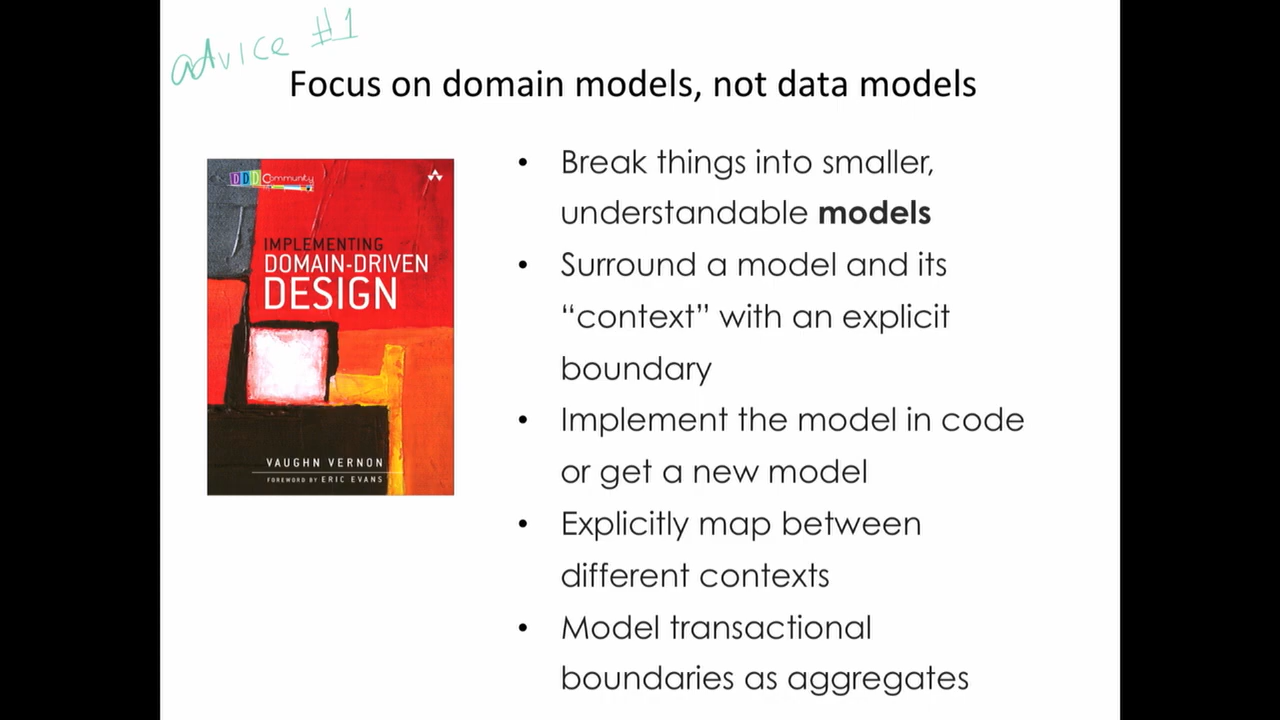 advice #1
Focus on domain models, not data models
DDD Community
IMPLEMENTING
DOMAIN-DRIVEN
DESIGN
VAUGHN VERNON
FOREWORD BY ERIC EVANS
• Break things into smaller,
understandable models
• Surround a model and its
“context” with an explicit
boundary
• Implement the model in code
or get a new model
• Explicitly map between
different contexts
• Model transactional
boundaries as aggregates